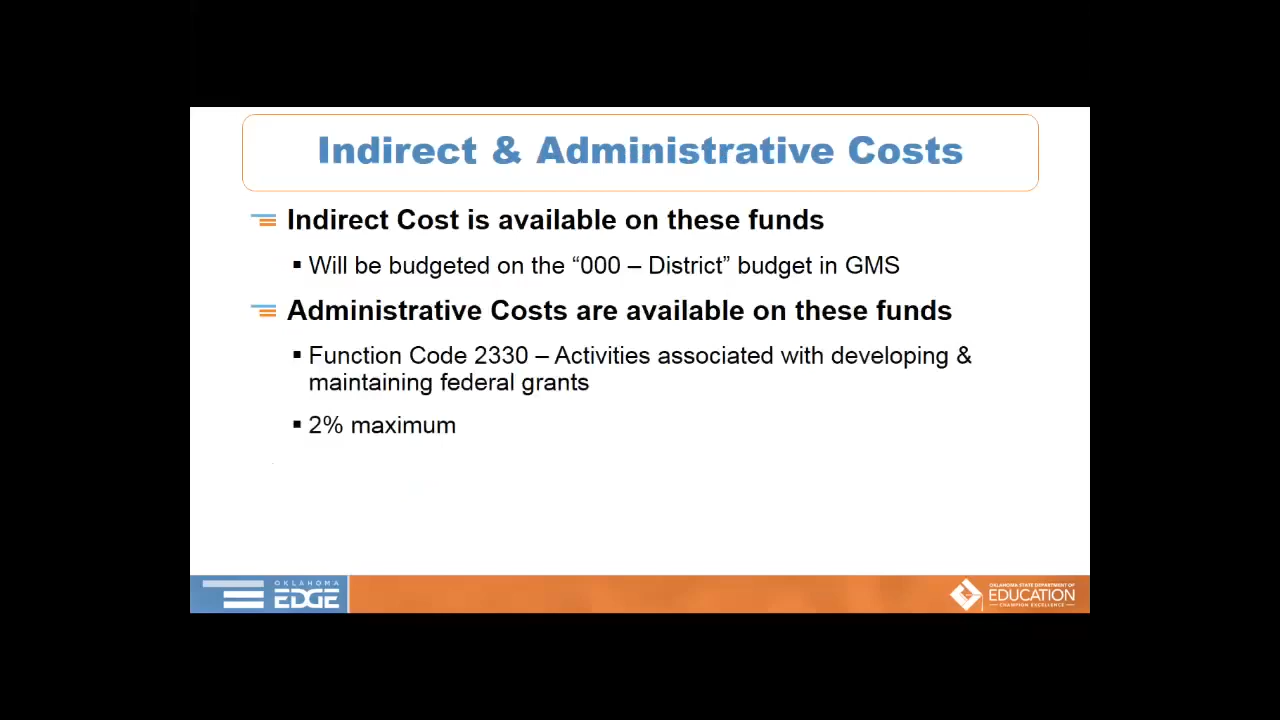 Indirect & Administrative Costs
Indirect Cost is available on these funds
▪ Will be budgeted on the “000 – District” budget in GMS
Administrative Costs are available on these funds
▪ Function Code 2330 – Activities associated with developing &
maintaining federal grants
▪ 2% maximum
OKLAHOMA
EDGE
OKLAHOMA STATE DEPARTMENT OF
EDUCATION
CHAMPION EXCELLENCE